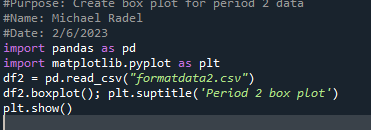 #Purpose: Create box plot for period 2 data
#Name: Michael Radel
#Date: 2/6/2023
import pandas as pd
import matplotlib.pyplot as plt
df2 = pd.read_csv("formatdata2.csv")
df2.boxplot(); plt.suptitle('Period 2 box plot')
plt.show()